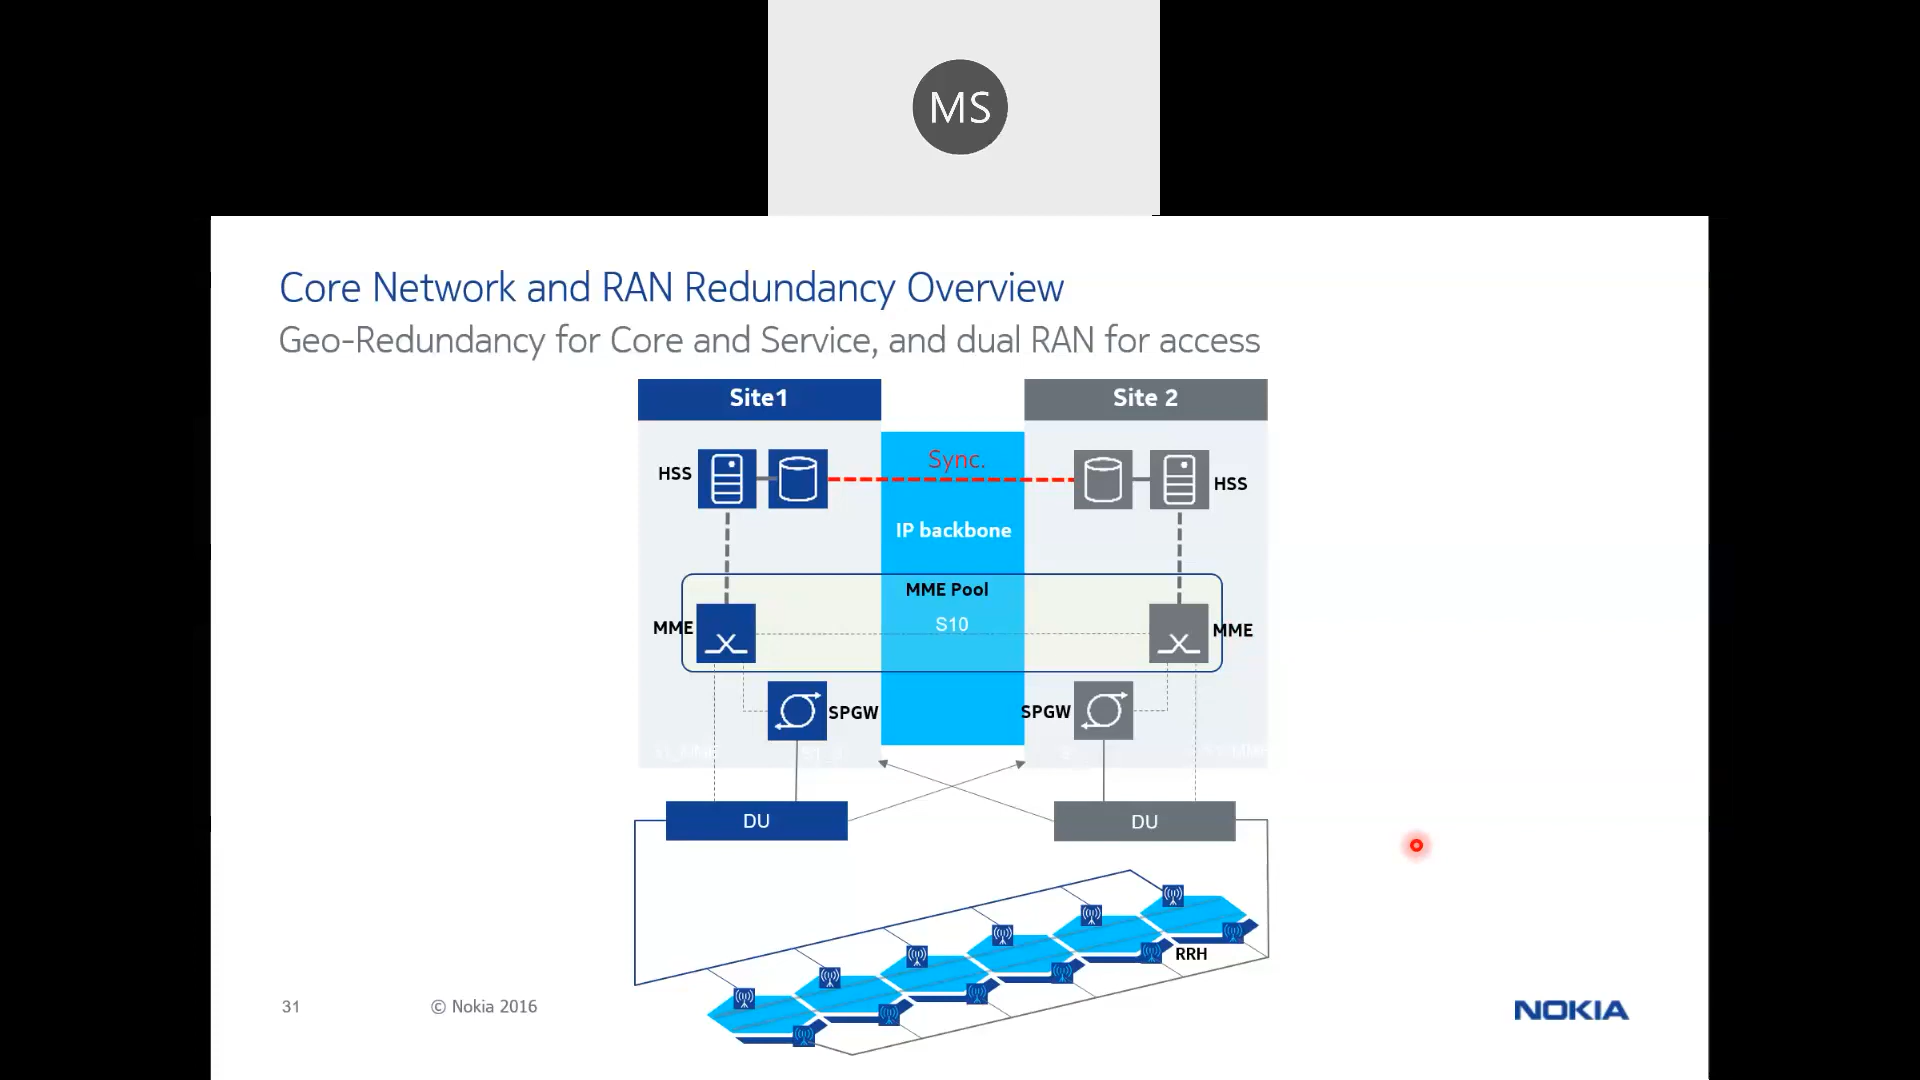 MS
Core Network and RAN Redundancy Overview
Geo-Redundancy for Core and Service, and dual RAN for access
Site1
Site 2
Sync.
HSS
HSS
IP backbone
MME Pool
S10
MME
MME
SPGW
SPGW
DU
DU
RRH
31
© Nokia 2016
NOKIA